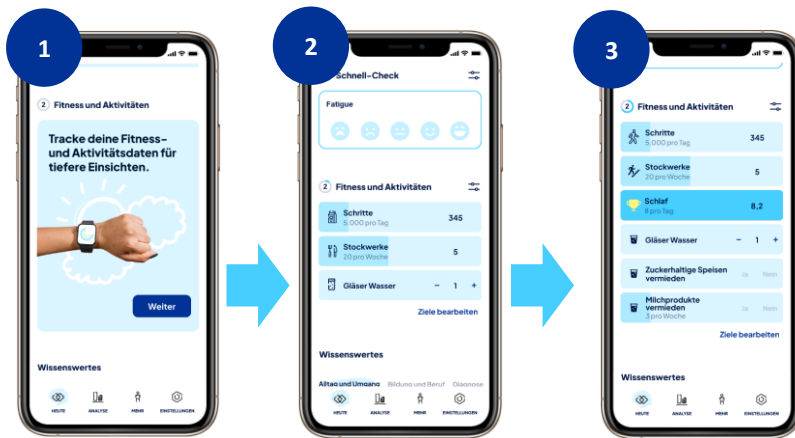 1
2 Fitness und Aktivitäten
Tracke deine Fitness-
und Aktivitätsdaten für
tiefere Einsichten.
Weiter
Wissenswertes
HEUTE ANALYSE MEHR EINSTELLUNGEN
2
Schnell-Check
Fatigue
2 Fitness und Aktivitäten
Schritte
5.000 pro Tag
345
Stockwerke
20 pro Woche
5
Gläser Wasser - 1 +
Ziele bearbeiten
Wissenswertes
Alltag und Umgang Bildung und Beruf Diagnose
HEUTE ANALYSE MEHR EINSTELLUNGEN
3
2 Fitness und Aktivitäten
Schritte
5.000 pro Tag
345
Stockwerke
20 pro Woche
5
Schlaf
8 pro Tag
8,2
Gläser Wasser - 1 +
Zuckerhaltige Speisen
vermieden
Ja Nein
Milchprodukte
vermieden
3 pro Woche
Ja Nein
Ziele bearbeiten
Wissenswertes
HEUTE ANALYSE MEHR EINSTELLUNGEN